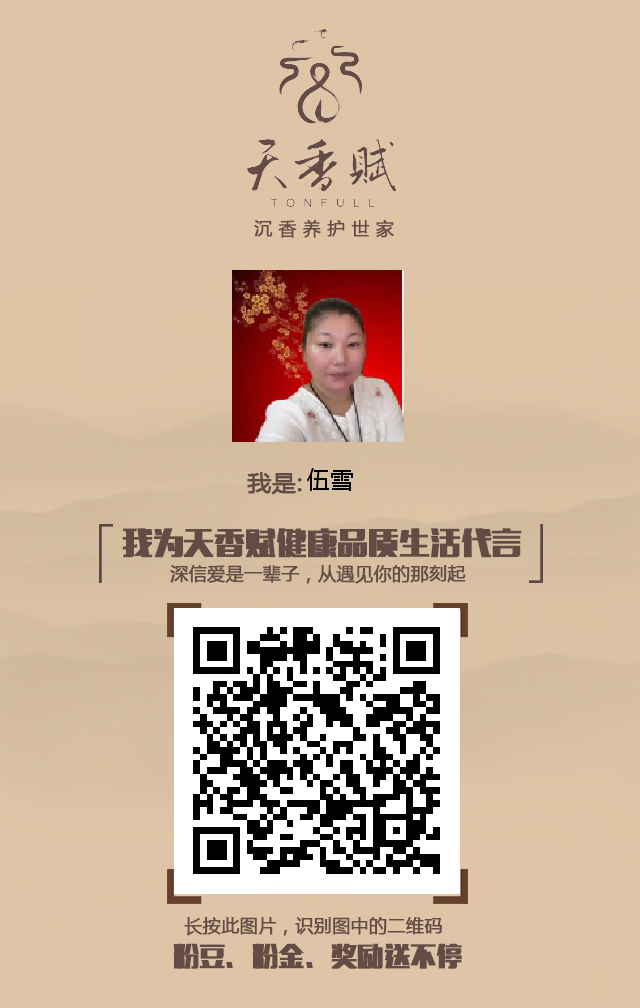 天香赋
TONFULL
沉香养护世家
我是:伍雪
我为天香赋健康品质生活代言
深信爱是一辈子，从遇见你的那刻起
长按此图片，识别图中的二维码
粉豆、粉金、奖励送不停